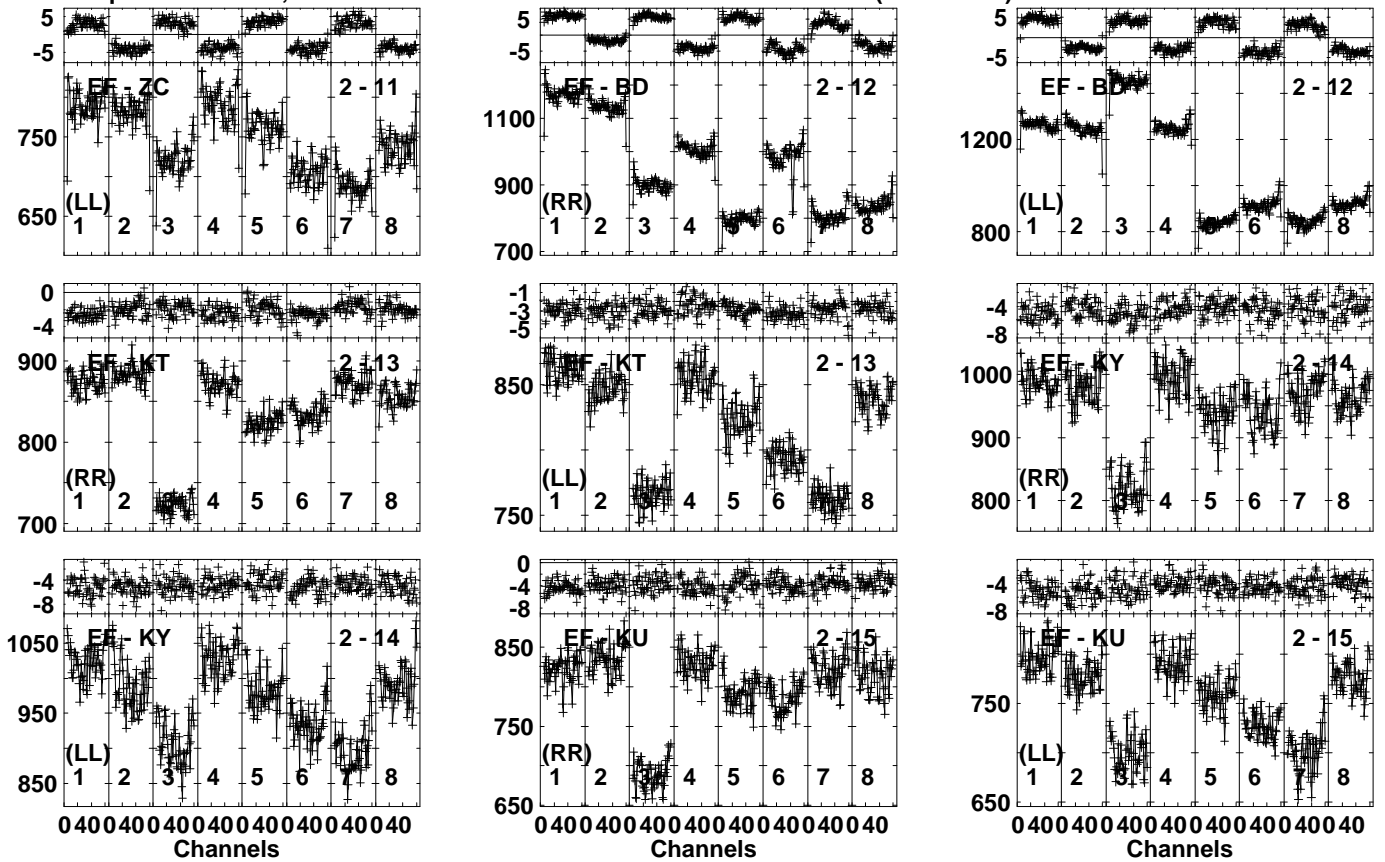 5
-5
EF - ZC 2 - 11
750
650
(LL)
1 2 3 4 5 6 7 8
5
-5
EF - BD 2 - 12
1100
900
700
(RR)
1 2 3 4 5 6 7 8
5
-5
EF - BD 2 - 12
1200
800
(LL)
1 2 3 4 5 6 7 8
0
-4
EF - KT 2 - 13
900
800
700
(RR)
1 2 3 4 5 6 7 8
-1
-3
-5
EF - KT 2 - 13
850
750
(LL)
1 2 3 4 5 6 7 8
-4
-8
EF - KY 2 - 14
1000
900
800
(RR)
1 2 3 4 5 6 7 8
-4
-8
EF - KY 2 - 14
1050
950
850
(LL)
1 2 3 4 5 6 7 8
0 40 0 40 0 40 0 40 0 40 0 40 0 40 0 40
Channels
0
-4
-8
EF - KU 2 - 15
850
750
650
(RR)
1 2 3 4 5 6 7 8
0 40 0 40 0 40 0 40 0 40 0 40 0 40 0 40
Channels
-4
-8
EF - KU 2 - 15
750
650
(LL)
1 2 3 4 5 6 7 8
0 40 0 40 0 40 0 40 0 40 0 40 0 40 0 40
Channels